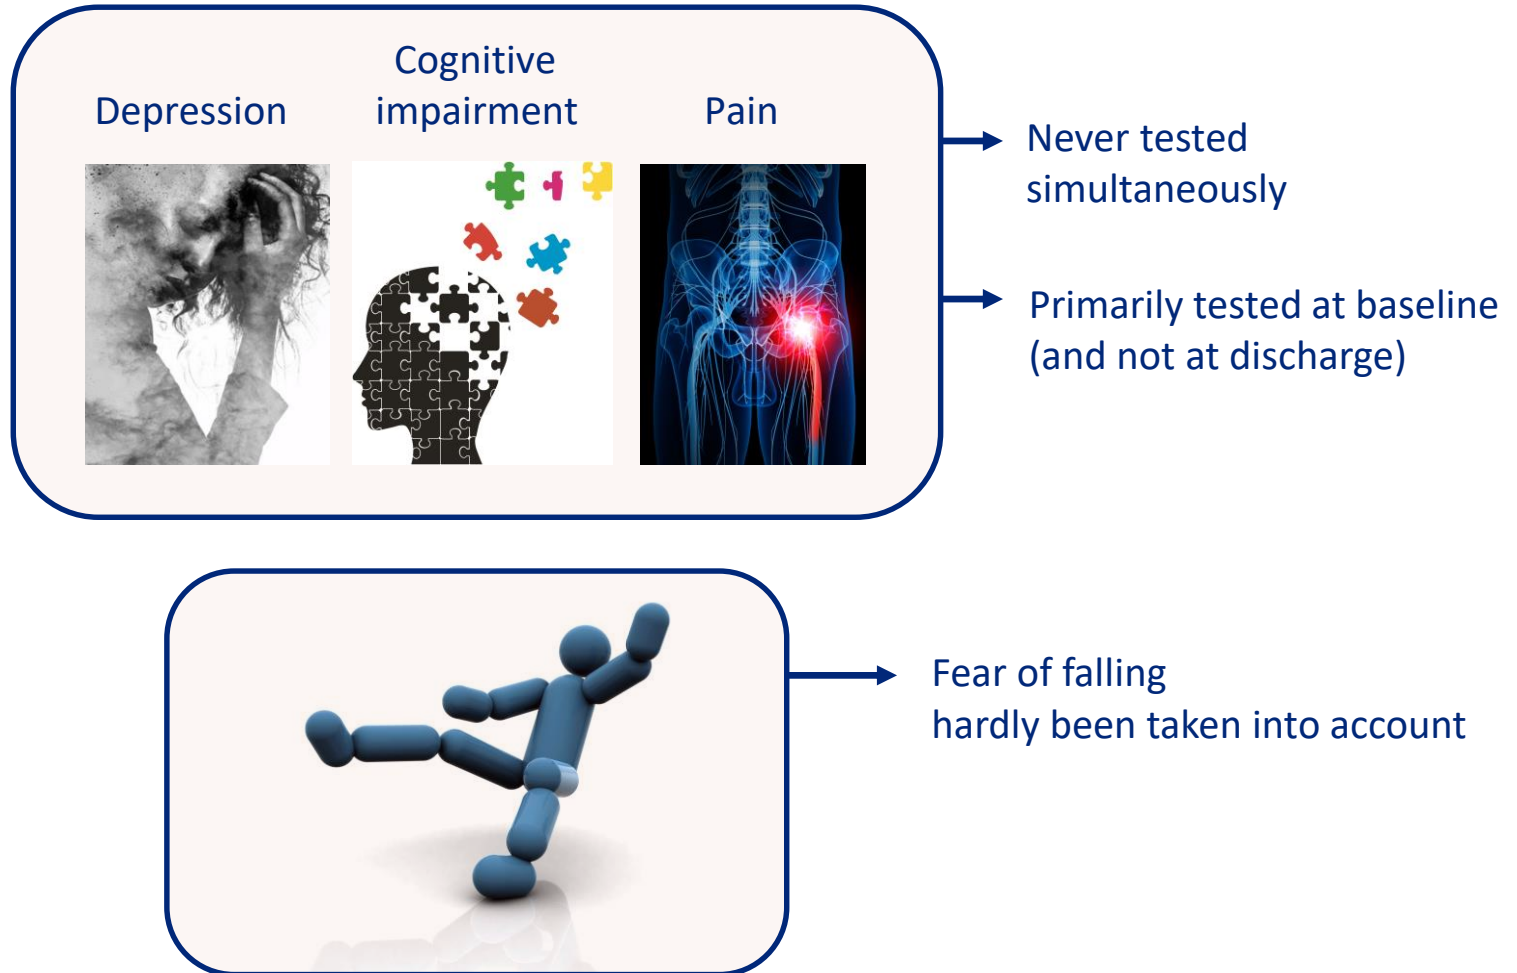 Depression
Cognitive
impairment
Pain
Never tested
simultaneously
Primarily tested at baseline
(and not at discharge)
Fear of falling
hardly been taken into account